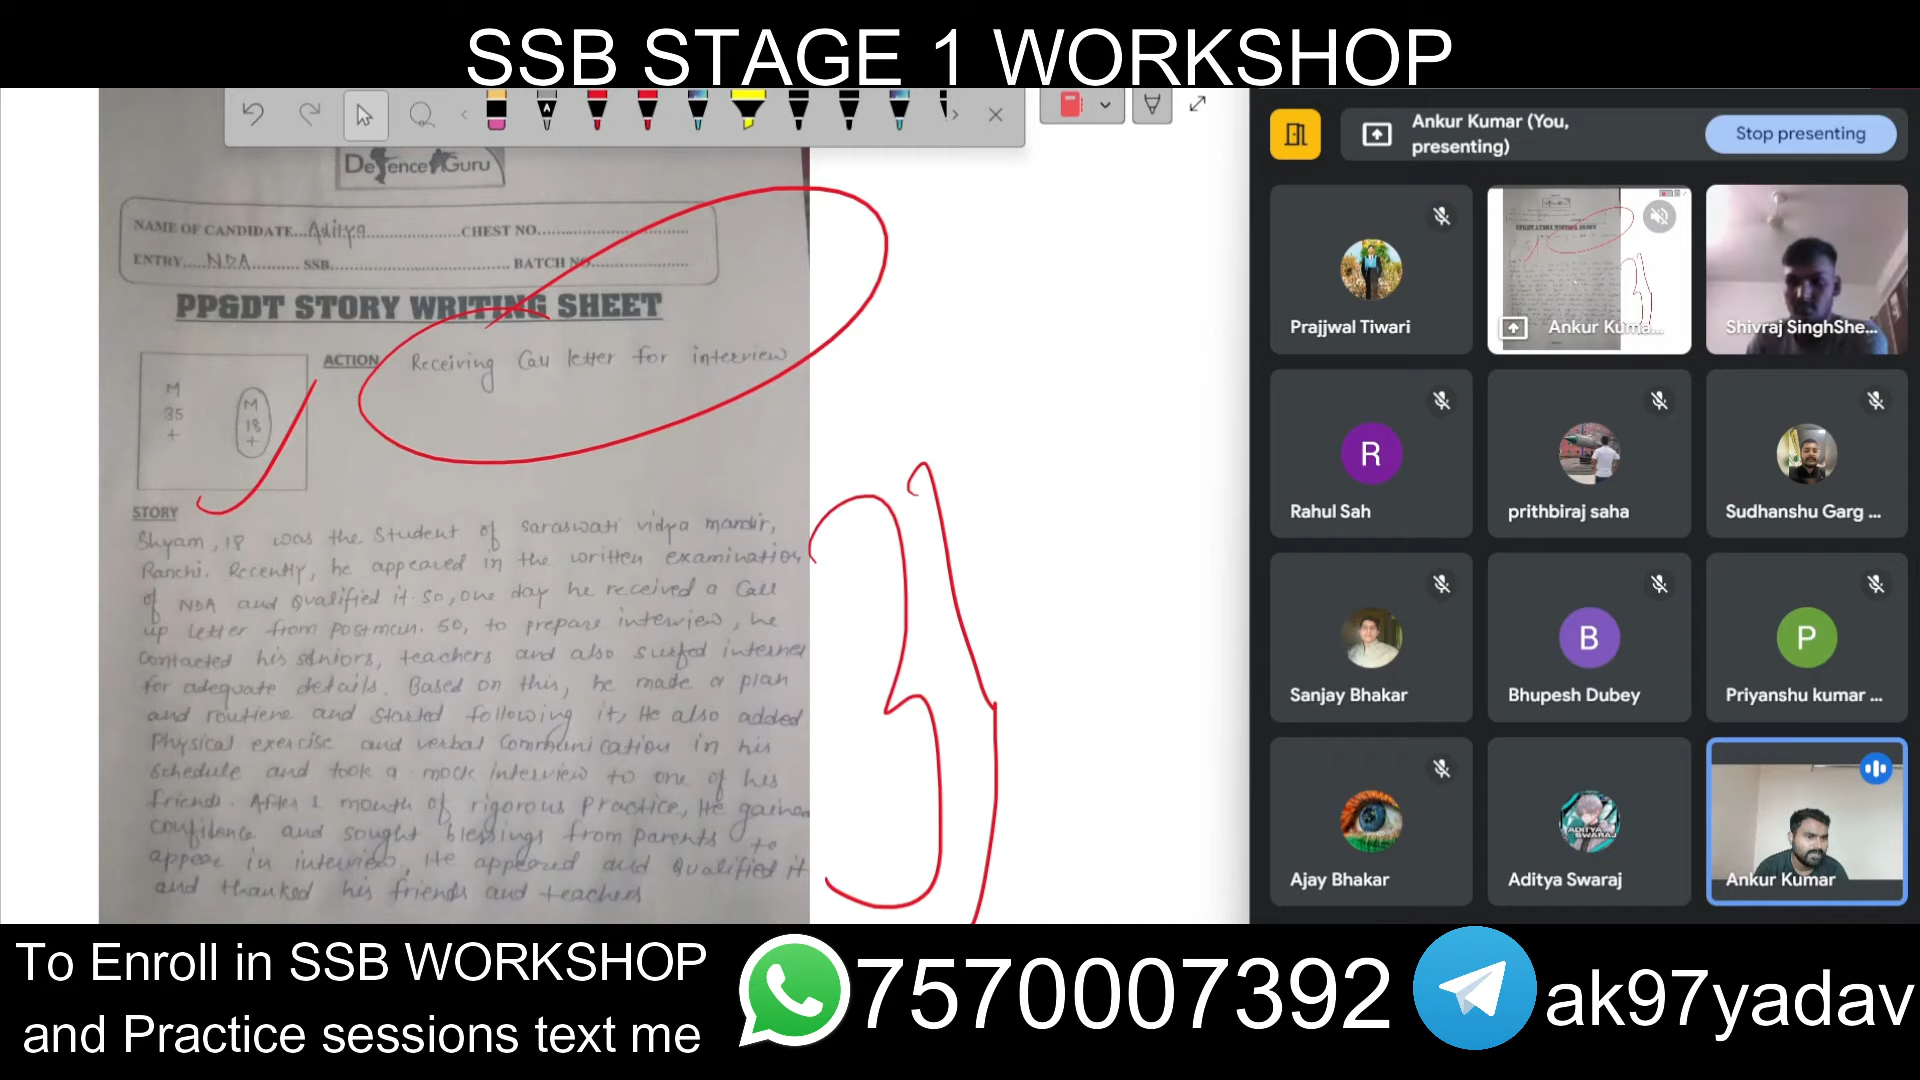 SSB STAGE 1 WORKSHOP
Defence Guru
NAME OF CANDIDATE...Aditya...CHEST NO...
ENTRY...NDA...SSB...BATCH NO...
PP&DT STORY WRITING SHEET
ACTION Receiving Call letter for interview
M
35
+
M
18
+
STORY
Shyam, 18 was the Student of Saraswati vidya mandir,
Ranchi. Recently, he appeared in the written examination
of NDA and Qualified it. So, one day he received a Call
up letter from postman. So, to prepare interview, he
contacted his seniors, teachers and also surfed internet
for adequate details. Based on this, he made a plan
and routiene and started following it, He also added
Physical exercise and verbal Communication in his
schedule and took a mock interview to one of his
friends. After 1 month of rigorous practice, He gained
confidence and sought blessings from parents to
appear in interview, He appeared and Qualified it
and thanked his friends and teachers
Ankur Kumar (You,
presenting)
Stop presenting
Prajjwal Tiwari
Ankur Kuma...
Shivraj SinghShe...
R
Rahul Sah
prithbiraj saha
Sudhanshu Garg ...
Sanjay Bhakar
B
Bhupesh Dubey
P
Priyanshu kumar ...
Ajay Bhakar
ADITYA
SWARAJ
Aditya Swaraj
Ankur Kumar
To Enroll in SSB WORKSHOP
and Practice sessions text me
7570007392
ak97yadav